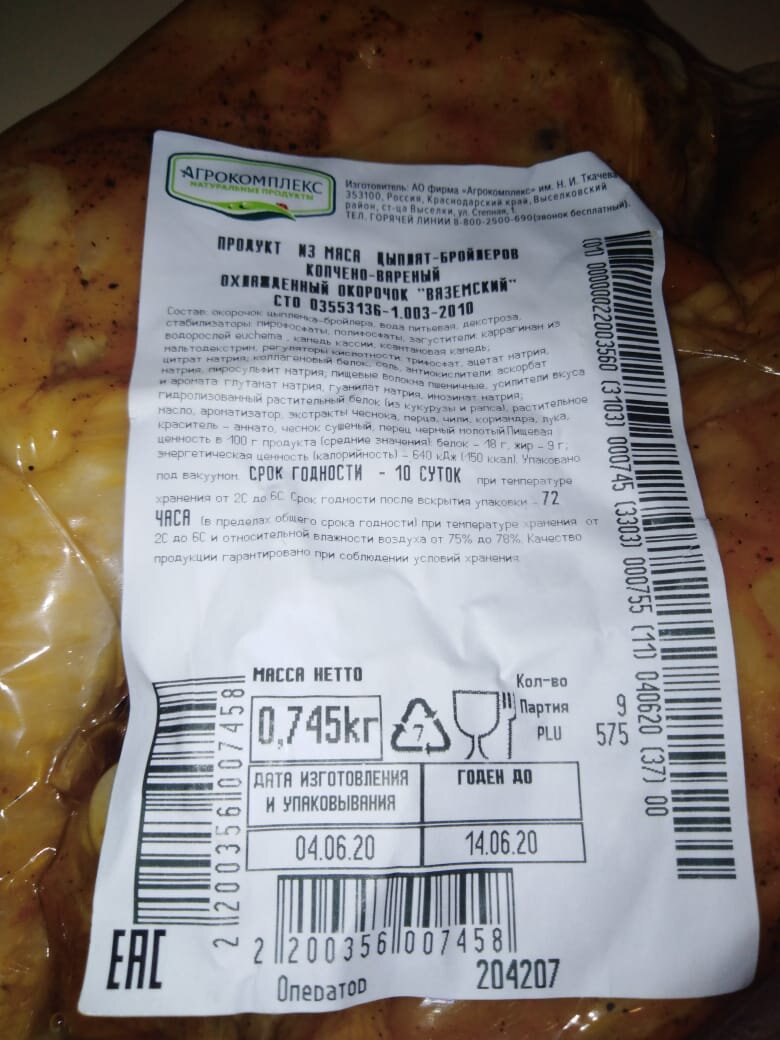 АГРОКОМПЛЕКС
НАТУРАЛЬНЫЕ ПРОДУКТЫ
Изготовитель: АО фирма «Агрокомплекс» им. Н. И. Ткачева
353100, Россия, Краснодарский край, Выселковский
район, ст-ца Выселки, ул. Степная, 1.
ТЕЛ. ГОРЯЧЕЙ ЛИНИИ 8-800-2500-690(звонок бесплатный).
ПРОДУКТ ИЗ МЯСА ЦЫПЛЯТ-БРОЙЛЕРОВ
КОПЧЕНО-ВАРЕНЫЙ
ОХЛАЖДЕННЫЙ ОКОРОЧОК "ВЯЗЕМСКИЙ"
СТО 03553136-1.003-2010
Состав: окорочок цыпленка-бройлера, вода питьевая, декстроза,
стабилизаторы: пирофосфаты, полифосфаты, загустители: каррагинан из
водорослей euchema, камедь кассии, ксантановая камедь;
мальтодекстрин, регуляторы кислотности: трифосфат, ацетат натрия,
цитрат натрия; коллагеновый белок, соль, антиокислители: аскорбат
натрия, пиросульфит натрия; пищевые волокна пшеничные, усилители вкуса
и аромата: глутамат натрия, гуанилат натрия, инозинат натрия;
гидролизованный растительный белок (из кукурузы и рапса), растительное
масло, ароматизатор, экстракты чеснока, перца, чили, кориандра, лука,
краситель – аннато, чеснок сушеный, перец черный молотый.Пищевая
ценность в 100 г продукта (средние значения): белок – 18 г, жир – 9 г;
энергетическая ценность (калорийность) – 640 кДж (150 ккал). Упаковано
под вакуумом. СРОК ГОДНОСТИ - 10 СУТОК при температуре
хранения от 2С до 6С. Срок годности после вскрытия упаковки – 72
ЧАСА (в пределах общего срока годности) при температуре хранения от
2С до 6С и относительной влажности воздуха от 75% до 78%. Качество
продукции гарантировано при соблюдении условий хранения.
(01) 00000022003560 (3103) 000745 (3303) 000755 (11) 040620 (37) 00
МАССА НЕТТО
0,745кг
7
Кол-во
Партия 9
PLU 575
ДАТА ИЗГОТОВЛЕНИЯ
И УПАКОВЫВАНИЯ
ГОДЕН ДО
04.06.20
14.06.20
2 200356 007458
2 200356 007458
EAC
Оператор
204207